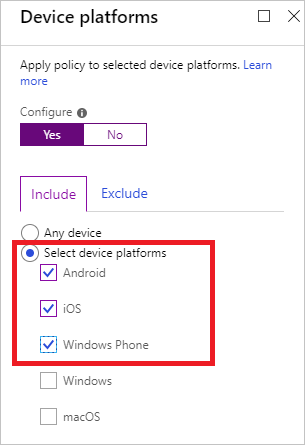 Device platforms
Apply policy to selected device platforms. Learn
more
Configure
Yes No
Include Exclude
Any device
Select device platforms
Android
iOS
Windows Phone
Windows
macOS